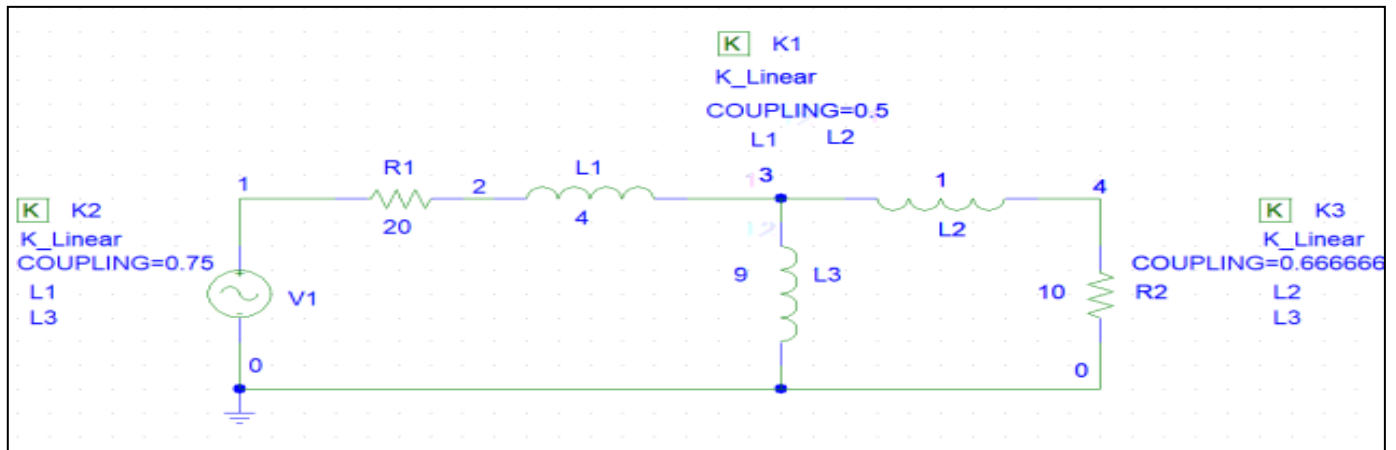 K K1
K_Linear
COUPLING=0.5
L1 L2
R1
L1
1
2
3
1
4
20
4
L2
K K2
K_Linear
COUPLING=0.75
L1
L3
V1
9
L3
10
R2
K K3
K_Linear
COUPLING=0.666666
L2
L3
0
0